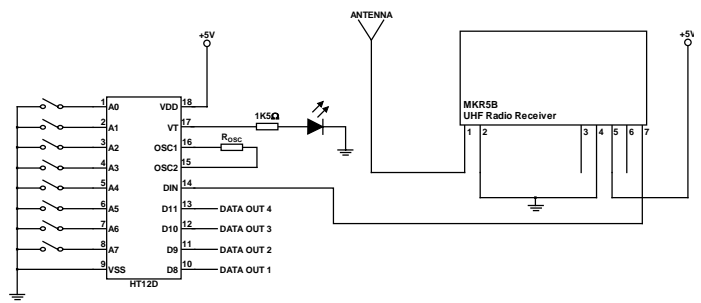 ANTENNA
+5V
+5V
MKR5B
UHF Radio Receiver
1 2 3 4 5 6 7
1 A0 VDD 18
2 A1 VT 17 1K5Ω
3 A2 OSC1 16 ROSC
4 A3 OSC2 15
5 A4 DIN 14
6 A5 D11 13 DATA OUT 4
7 A6 D10 12 DATA OUT 3
8 A7 D9 11 DATA OUT 2
9 VSS D8 10 DATA OUT 1
HT12D